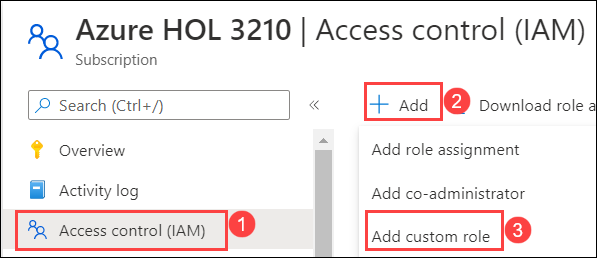 Azure HOL 3210 | Access control (IAM)
Subscription
Search (Ctrl+/)
«
Add 2 Download role a
Overview
Add role assignment
Activity log
Add co-administrator
Access control (IAM) 1
Add custom role 3